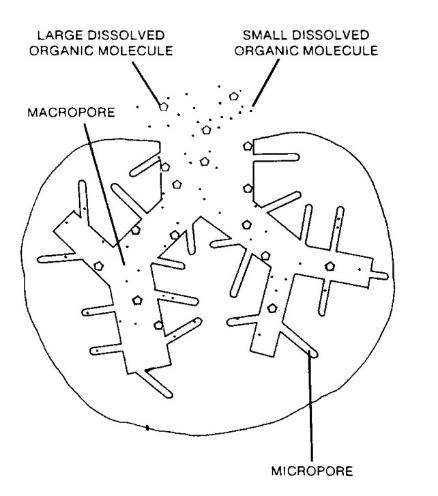 LARGE DISSOLVED
ORGANIC MOLECULE
SMALL DISSOLVED
ORGANIC MOLECULE
MACROPORE
MICROPORE